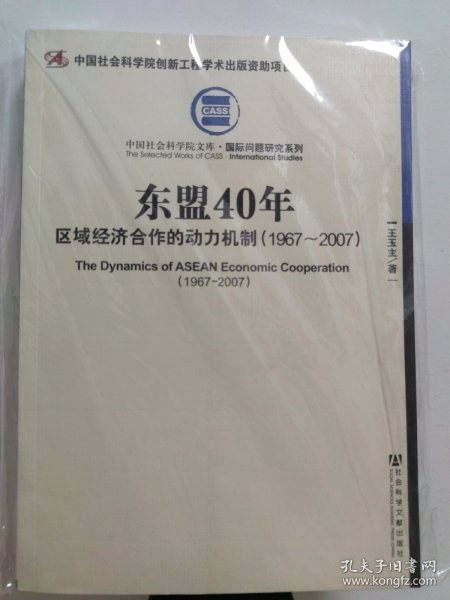 中国社会科学院创新工程学术出版资助项
CASS
中国社会科学院文库·国际问题研究系列
The Selected Works of CASS · International Studies
东盟40年
区域经济合作的动力机制(1967～2007)
The Dynamics of ASEAN Economic Cooperation
(1967-2007)
王玉主/著
社会科学文献出版社
孔夫子旧书网
www.kongfz.com